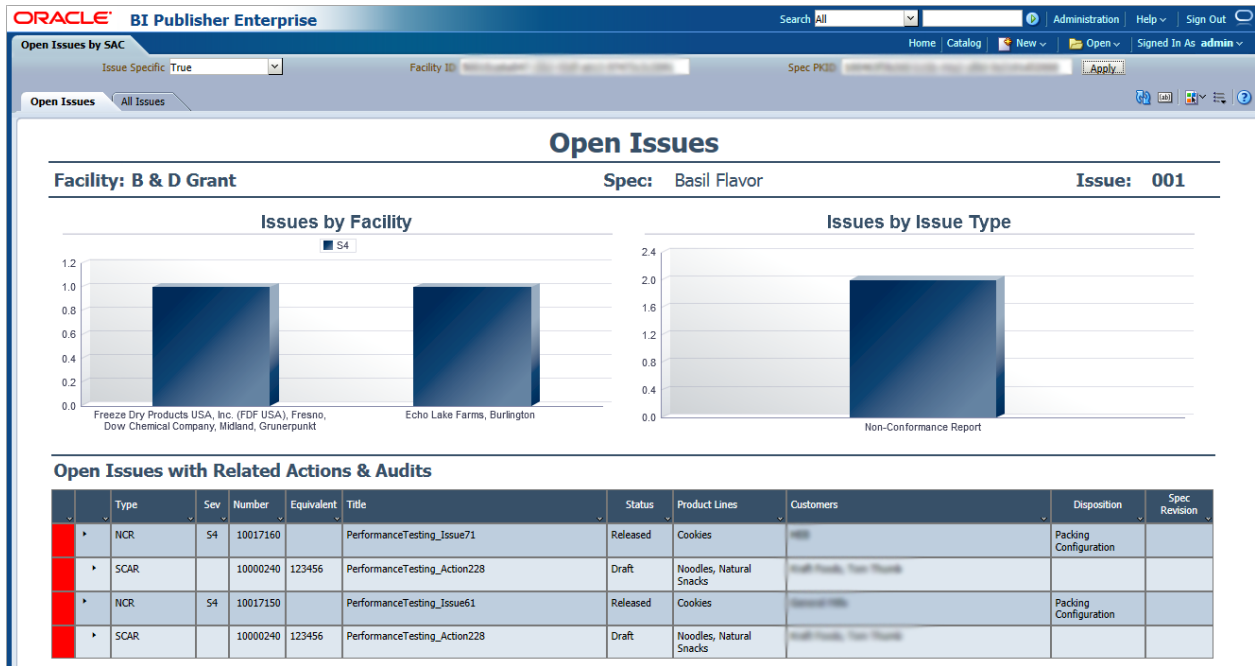 ORACLE BI Publisher Enterprise Search All Administration Help Sign Out
Open Issues by SAC Home Catalog New Open Signed In As admin
Issue Specific True Facility ID Spec PKID Apply
Open Issues All Issues
Open Issues
Facility: B & D Grant Spec: Basil Flavor Issue: 001
Issues by Facility
S4
1.2
1.0
0.8
0.6
0.4
0.2
0.0
Freeze Dry Products USA, Inc. (FDF USA), Fresno,
Dow Chemical Company, Midland, Grunerpunkt
Echo Lake Farms, Burlington
Issues by Issue Type
2.4
2.0
1.6
1.2
0.8
0.4
0.0
Non-Conformance Report
Open Issues with Related Actions & Audits
Type Sev Number Equivalent Title Status Product Lines Customers Disposition Spec
Revision
NCR S4 10017160 PerformanceTesting_Issue71 Released Cookies Packing
Configuration
SCAR 10000240 123456 PerformanceTesting_Action228 Draft Noodles, Natural
Snacks
NCR S4 10017150 PerformanceTesting_Issue61 Released Cookies Packing
Configuration
SCAR 10000240 123456 PerformanceTesting_Action228 Draft Noodles, Natural
Snacks